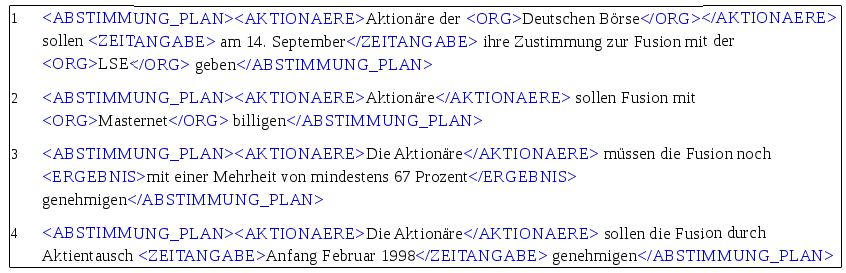 1 <ABSTIMMUNG_PLAN><AKTIONAERE>Aktionäre der <ORG>Deutschen Börse</ORG></AKTIONAERE>
sollen <ZEITANGABE> am 14. September</ZEITANGABE> ihre Zustimmung zur Fusion mit der
<ORG>LSE</ORG> geben</ABSTIMMUNG_PLAN>
2 <ABSTIMMUNG_PLAN><AKTIONAERE>Aktionäre</AKTIONAERE> sollen Fusion mit
<ORG>Masternet</ORG> billigen</ABSTIMMUNG_PLAN>
3 <ABSTIMMUNG_PLAN><AKTIONAERE>Die Aktionäre</AKTIONAERE> müssen die Fusion noch
<ERGEBNIS>mit einer Mehrheit von mindestens 67 Prozent</ERGEBNIS>
genehmigen</ABSTIMMUNG_PLAN>
4 <ABSTIMMUNG_PLAN><AKTIONAERE>Die Aktionäre</AKTIONAERE> sollen die Fusion durch
Aktientausch <ZEITANGABE>Anfang Februar 1998</ZEITANGABE> genehmigen</ABSTIMMUNG_PLAN>